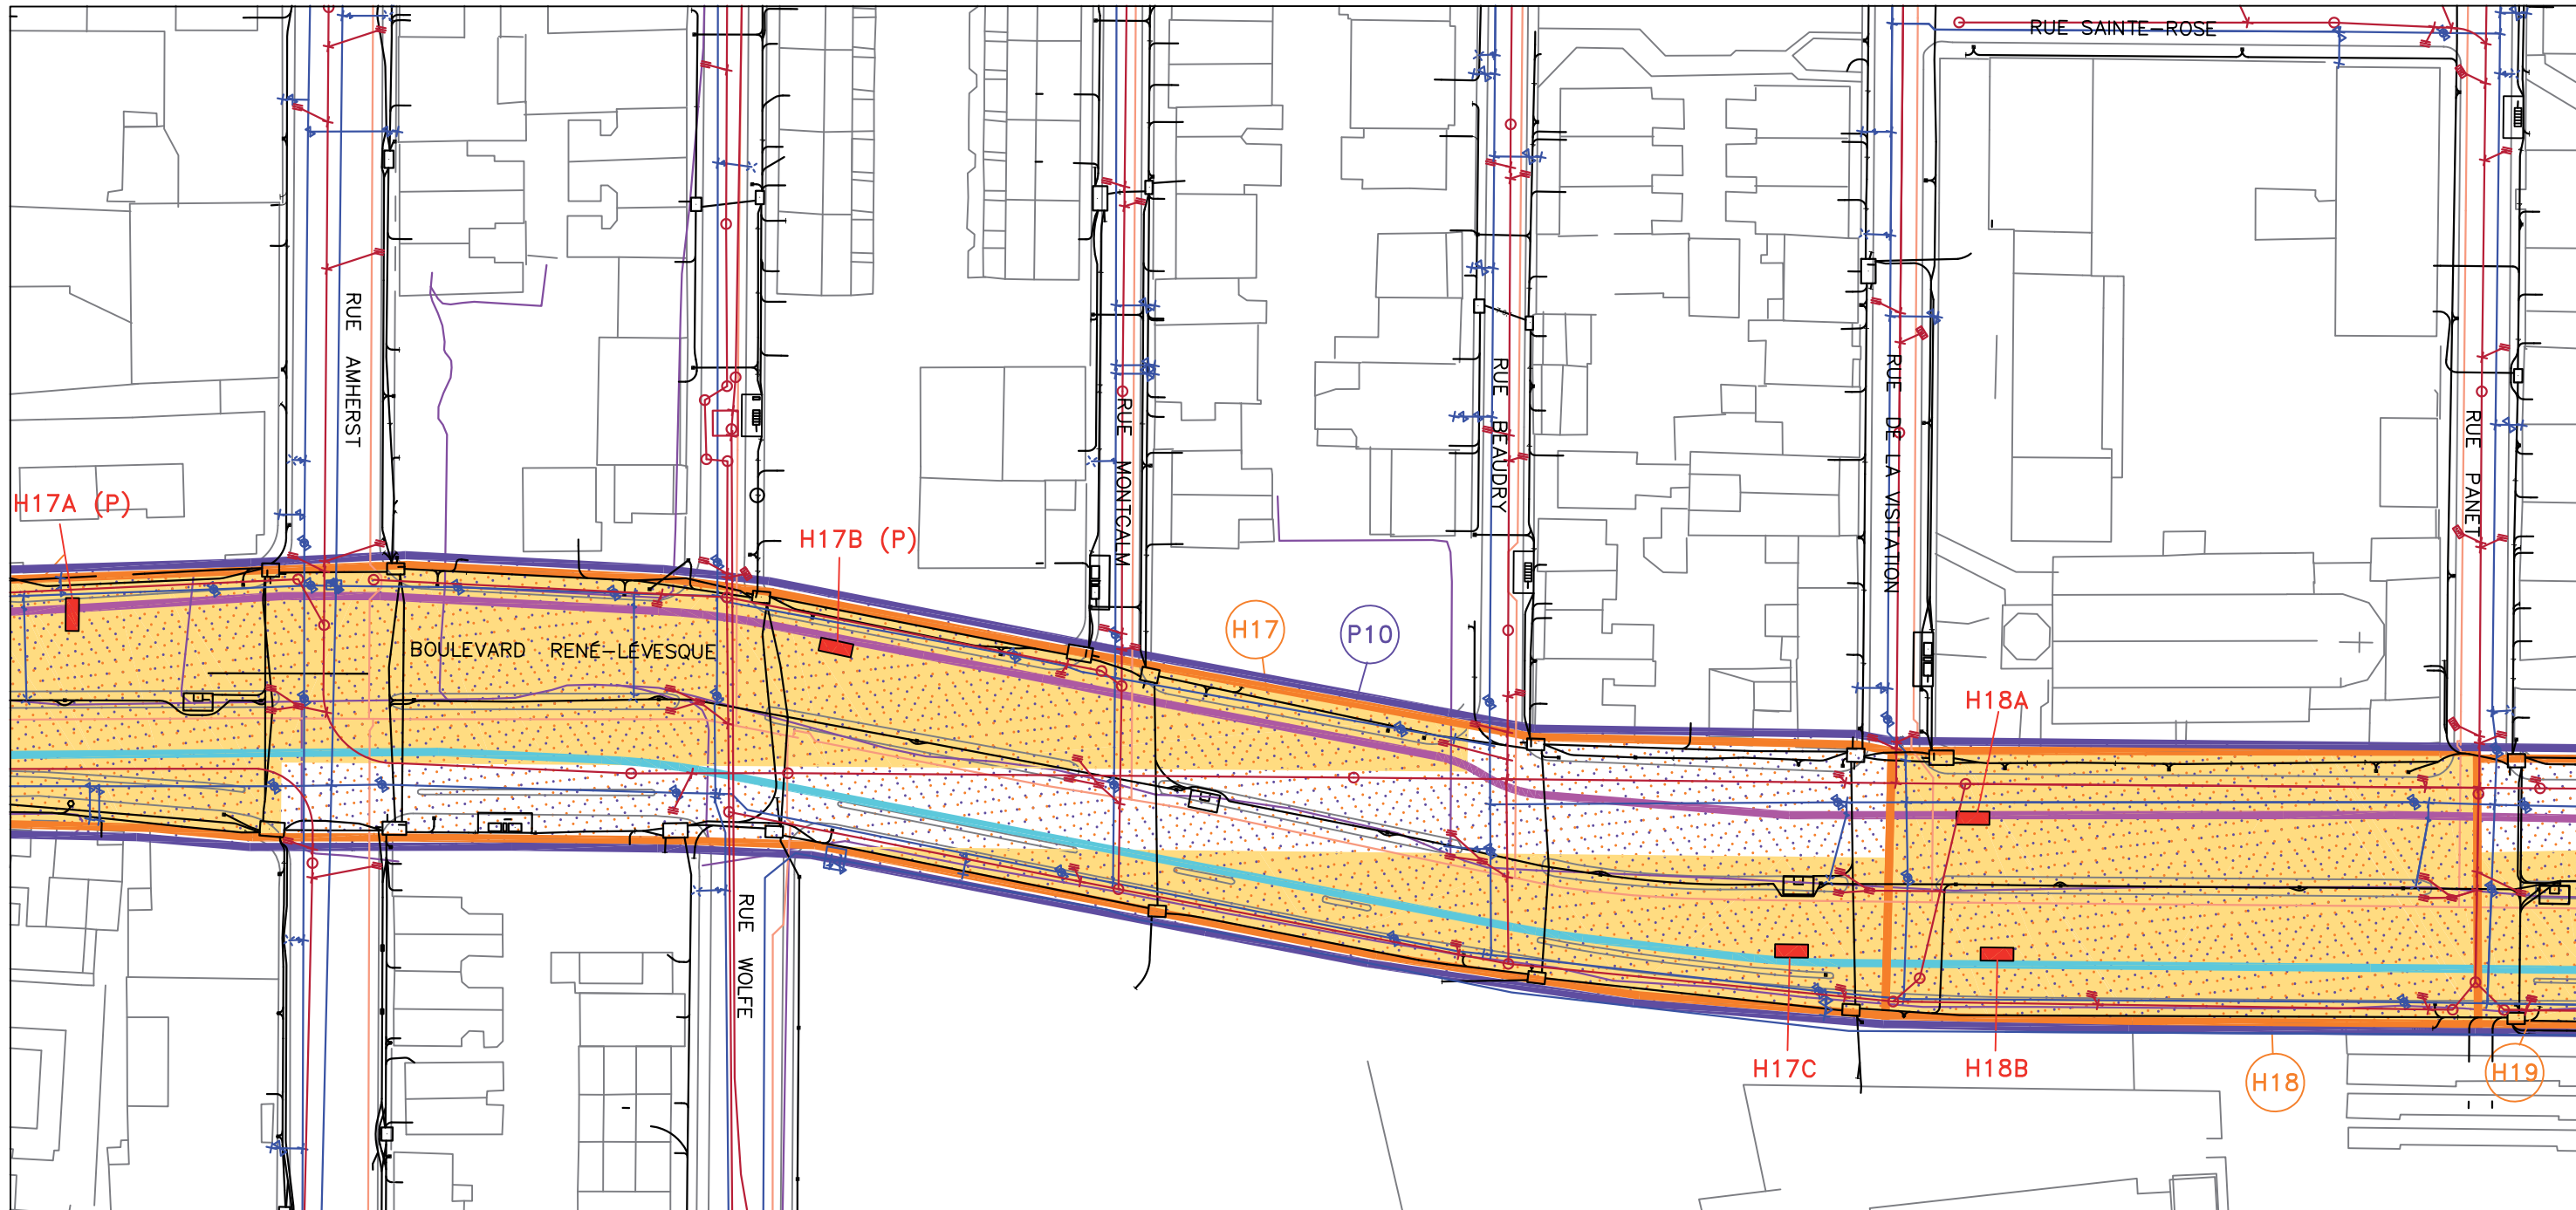 RUE SAINTE-ROSE
RUE AMHERST
RUE MONTCALM
RUE BEAUDRY
RUE DE LA VISITATION
RUE PANET
H17A (P)
H17B (P)
H17
P10
BOULEVARD RENÉ-LÉVESQUE
H18A
RUE WOLFE
H17C
H18B
H18
H19